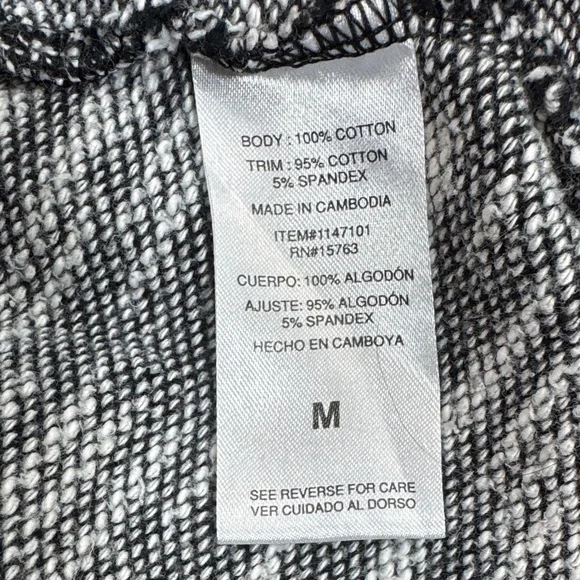 BODY : 100% COTTON
TRIM : 95% COTTON
5% SPANDEX
MADE IN CAMBODIA
ITEM#1147101
RN#15763
CUERPO: 100% ALGODÓN
AJUSTE: 95% ALGODÓN
5% SPANDEX
HECHO EN CAMBOYA
M
SEE REVERSE FOR CARE
VER CUIDADO AL DORSO